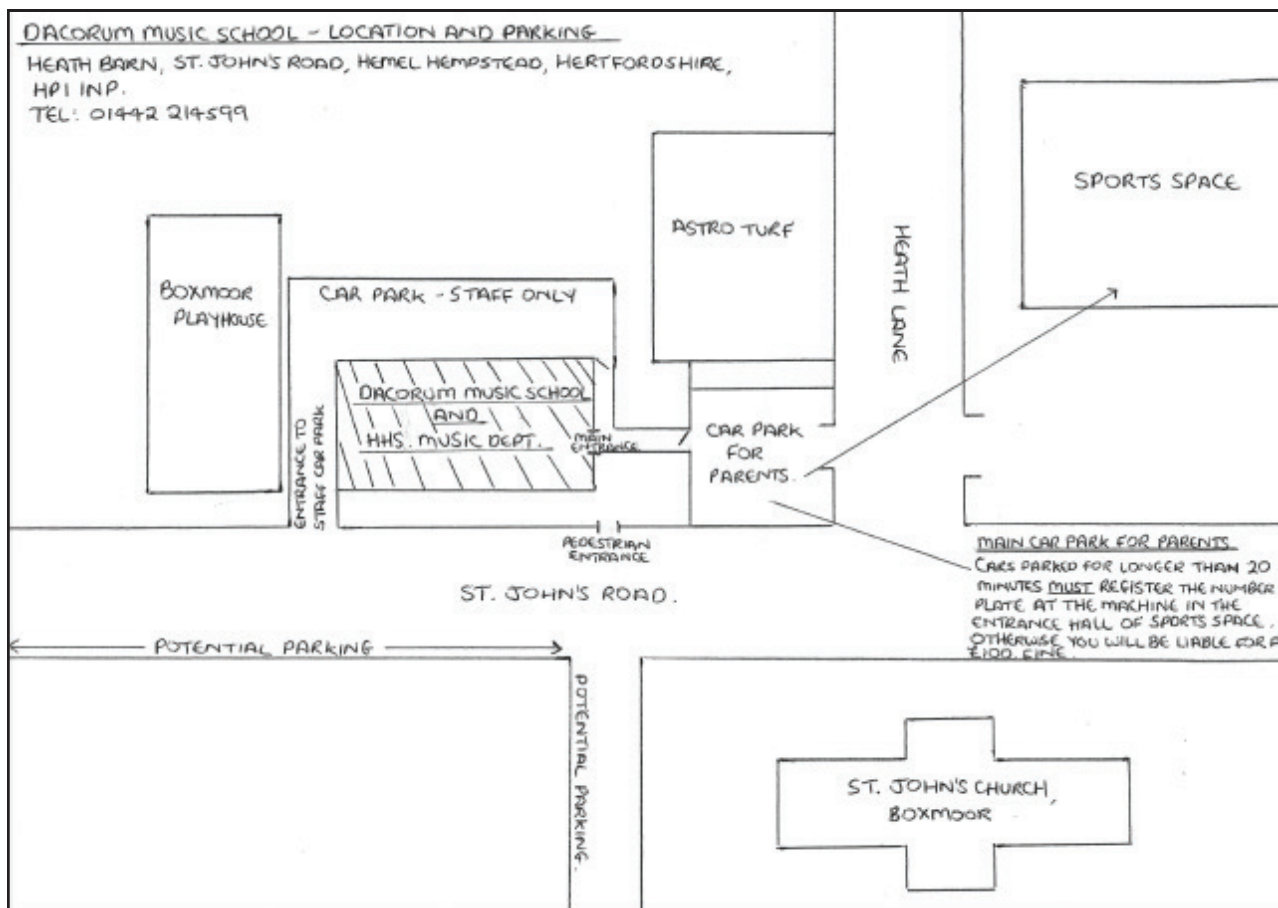 DACORUM MUSIC SCHOOL - LOCATION AND PARKING
HEATH BARN, ST. JOHN'S ROAD, HEMEL HEMPSTEAD, HERTFORDSHIRE,
HP1 1NP.
TEL: 01442 214599
SPORTS SPACE
ASTRO TURF
HEATH LANE
BOXMOOR
PLAYHOUSE
CAR PARK - STAFF ONLY
ENTRANCE TO
STAFF CAR PARK
DACORUM MUSIC SCHOOL
AND
HHS. MUSIC DEPT.
MAIN
ENTRANCE
CAR PARK
FOR
PARENTS.
PEDESTRIAN
ENTRANCE
MAIN CAR PARK FOR PARENTS
CARS PARKED FOR LONGER THAN 20
MINUTES MUST REGISTER THE NUMBER
PLATE AT THE MACHINE IN THE
ENTRANCE HALL OF SPORTS SPACE.
OTHERWISE YOU WILL BE LIABLE FOR A
£100. FINE.
ST. JOHN'S ROAD.
POTENTIAL PARKING
POTENTIAL PARKING.
ST. JOHN'S CHURCH,
BOXMOOR